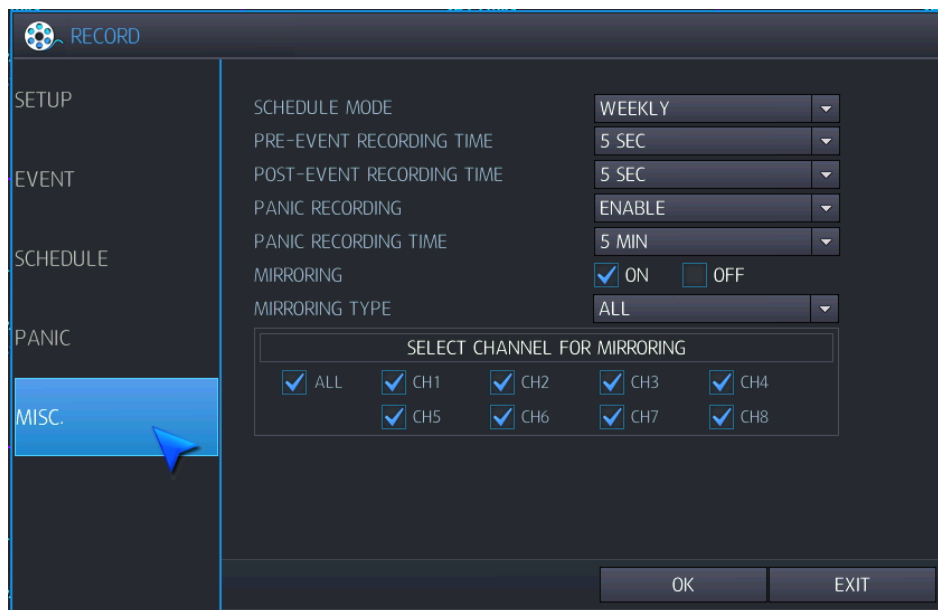 RECORD
SETUP
EVENT
SCHEDULE
PANIC
MISC.
SCHEDULE MODE WEEKLY
PRE-EVENT RECORDING TIME 5 SEC
POST-EVENT RECORDING TIME 5 SEC
PANIC RECORDING ENABLE
PANIC RECORDING TIME 5 MIN
MIRRORING ON OFF
MIRRORING TYPE ALL
SELECT CHANNEL FOR MIRRORING
ALL CH1 CH2 CH3 CH4
CH5 CH6 CH7 CH8
OK EXIT